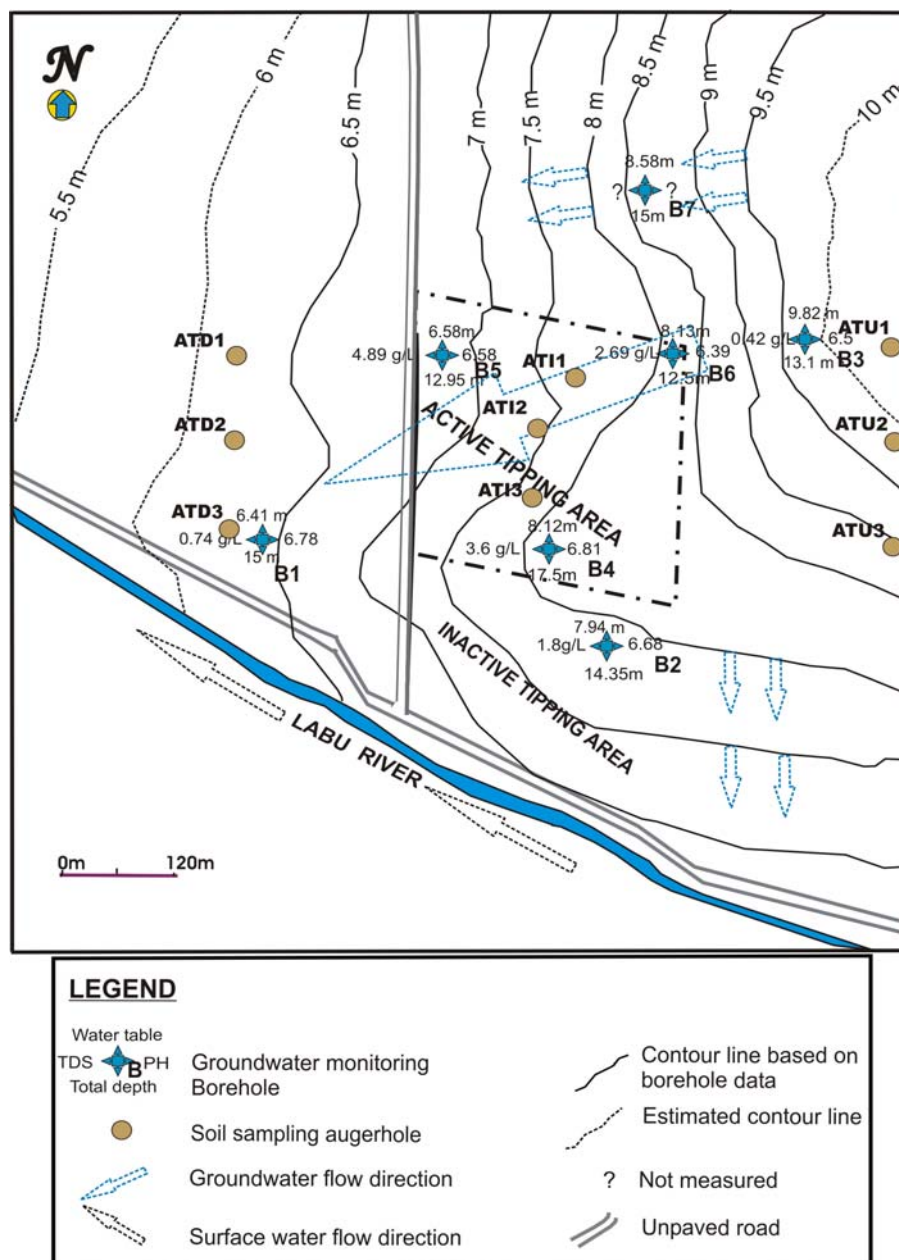 N
5.5 m
6 m
6.5 m
7 m
7.5 m
8 m
8.5 m
9 m
9.5 m
10 m
8.58m
? ?
15m B7
ATD1
6.58m
4.89 g/L 6.58
B5
12.95 m
ATI1
8.13m
2.69 g/L 6.39
B6
12.5m
9.82 m
0.42 g/L 6.5
B3
13.1 m
ATU1
ATD2
ATI2
ATU2
ACTIVE TIPPING AREA
ATI3
ATU3
ATD3
6.41 m
0.74 g/L 6.78
15 m
B1
8.12m
3.6 g/L 6.81
B4
17.5m
7.94 m
1.8g/L 6.68
B2
14.35m
INACTIVE TIPPING AREA
LABU RIVER
0m 120m
LEGEND
Water table
TDS B PH
Total depth
Groundwater monitoring
Borehole
Soil sampling augerhole
Groundwater flow direction
Surface water flow direction
Contour line based on
borehole data
Estimated contour line
? Not measured
Unpaved road